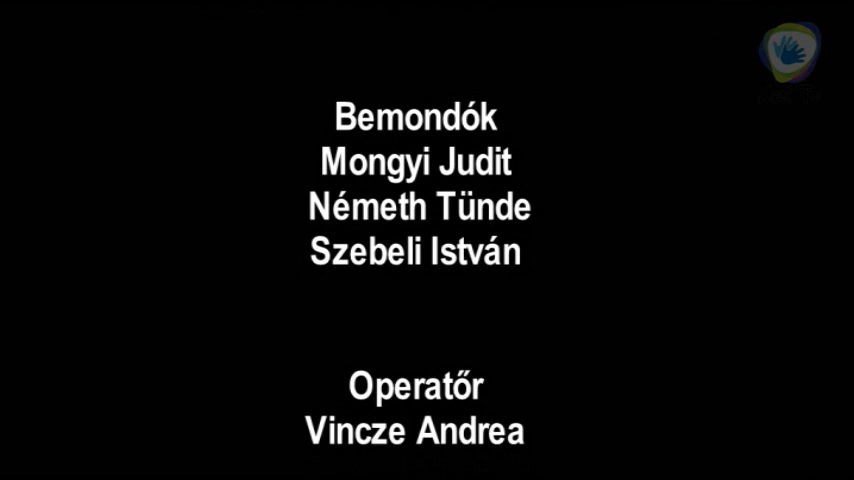 Bemondók
Mongyi Judit
Németh Tünde
Szebeli István
Operatőr
Vincze Andrea